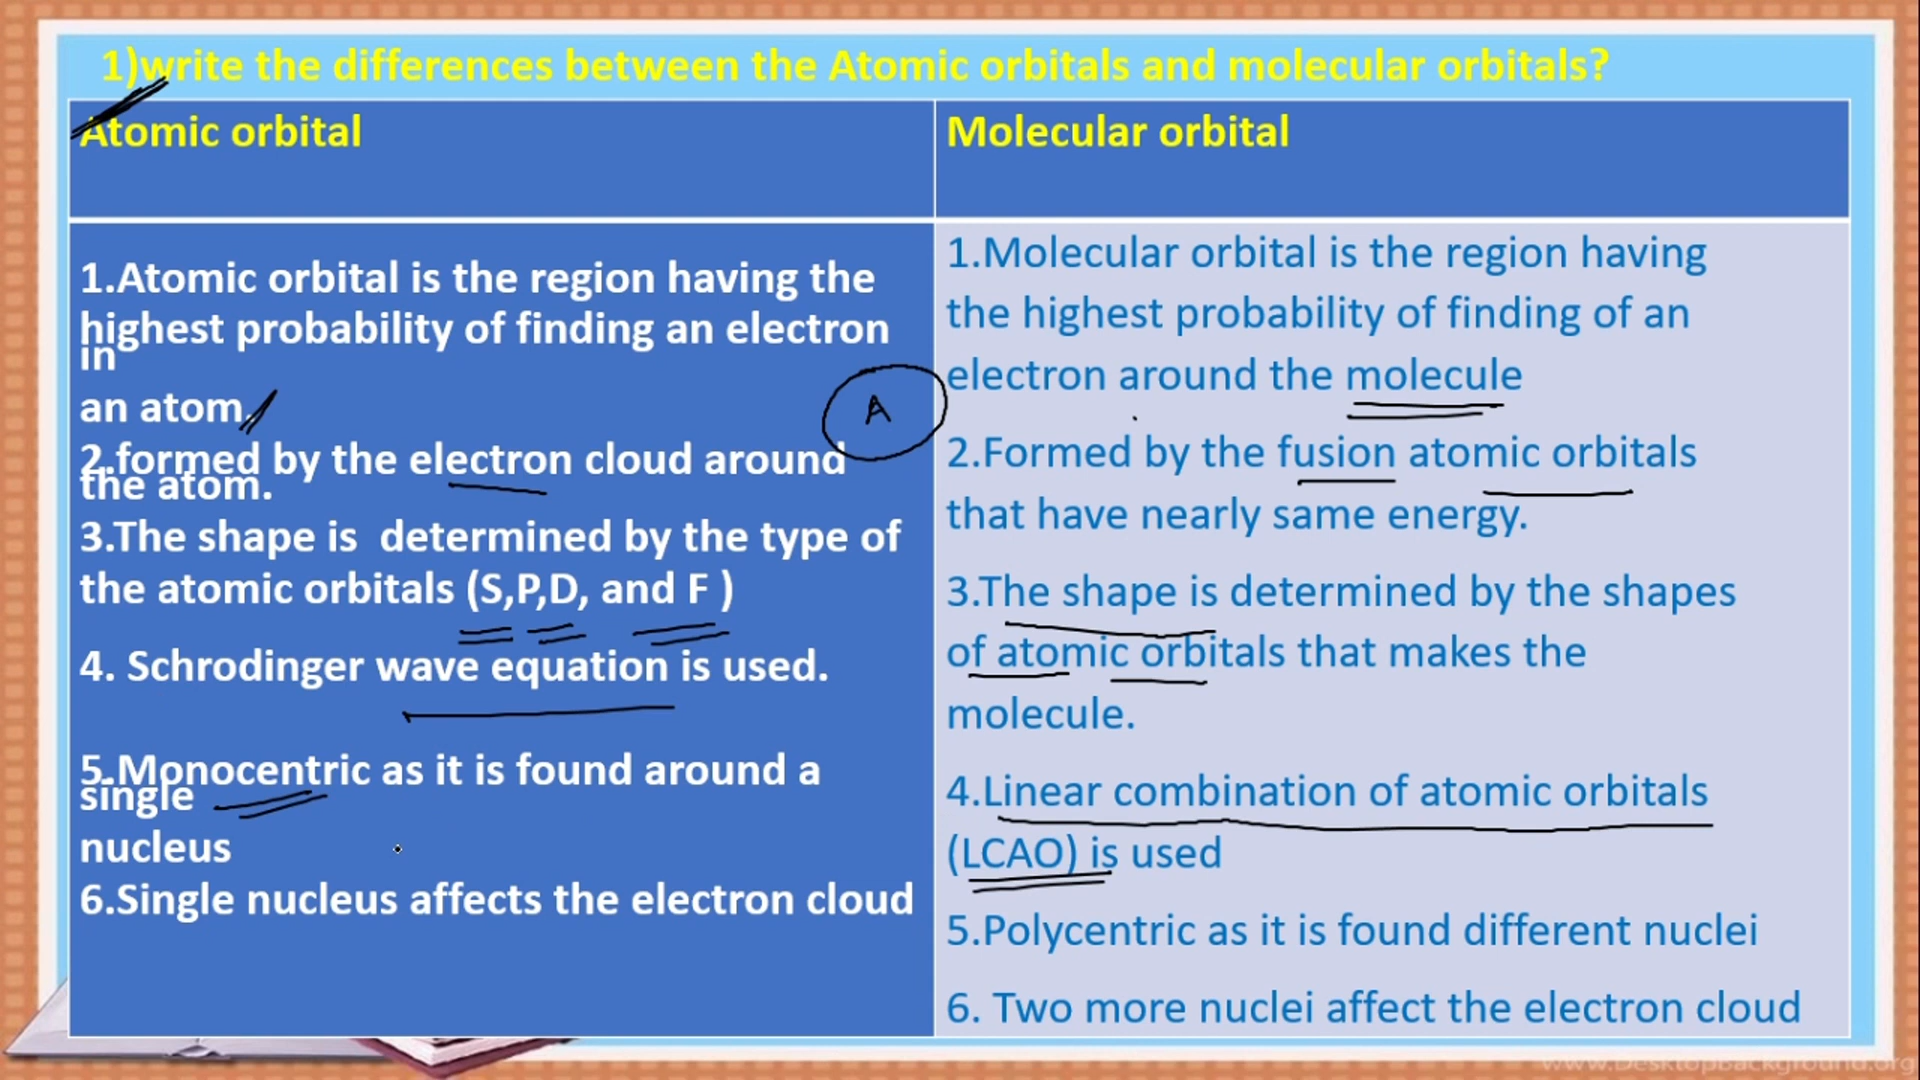 1)write the differences between the Atomic orbitals and molecular orbitals?
Atomic orbital
1.Atomic orbital is the region having the
highest probability of finding an electron
in
an atom.
2.formed by the electron cloud around
the atom.
3.The shape is determined by the type of
the atomic orbitals (S,P,D, and F )
4. Schrodinger wave equation is used.
5.Monocentric as it is found around a
single
nucleus
6.Single nucleus affects the electron cloud
A
Molecular orbital
1.Molecular orbital is the region having
the highest probability of finding of an
electron around the molecule
2.Formed by the fusion atomic orbitals
that have nearly same energy.
3.The shape is determined by the shapes
of atomic orbitals that makes the
molecule.
4.Linear combination of atomic orbitals
(LCAO) is used
5.Polycentric as it is found different nuclei
6. Two more nuclei affect the electron cloud
www.DesktopBackground.org